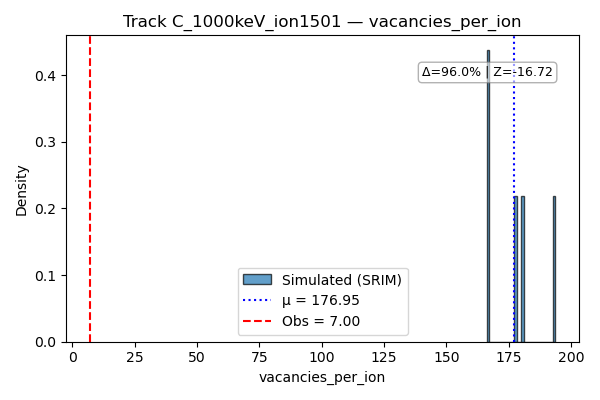 Track C_1000keV_ion1501 — vacancies_per_ion
Δ=96.0% | Z=-16.72
Density
0.4
0.3
0.2
0.1
0.0
Simulated (SRIM)
μ = 176.95
Obs = 7.00
0 25 50 75 100 125 150 175 200
vacancies_per_ion